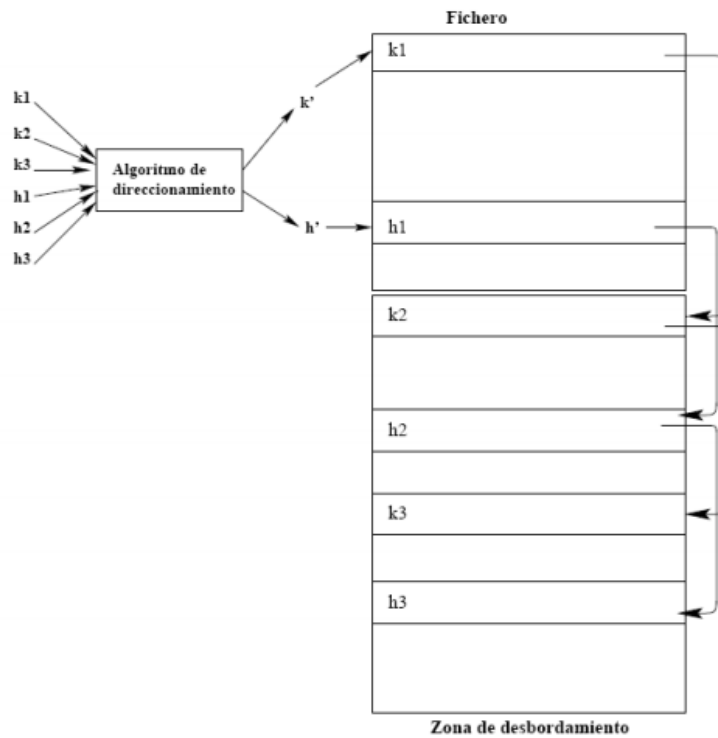 Fichero
k1
k2
k3
h1
h2
h3
Algoritmo de
direccionamiento
k'
h'
k1
h1
k2
h2
k3
h3
Zona de desbordamiento